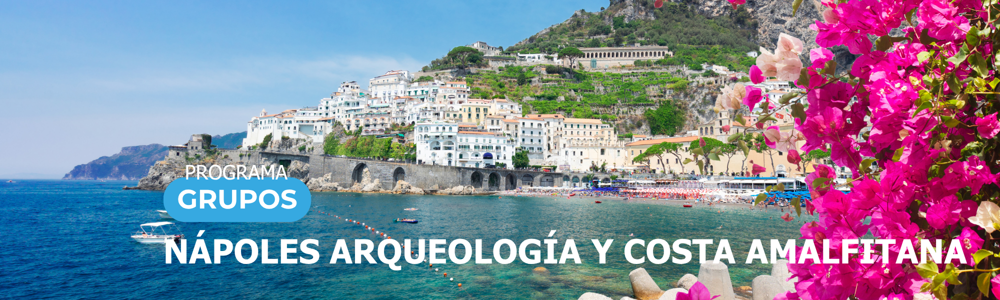 PROGRAMA
GRUPOS
NÁPOLES ARQUEOLOGÍA Y COSTA AMALFITANA